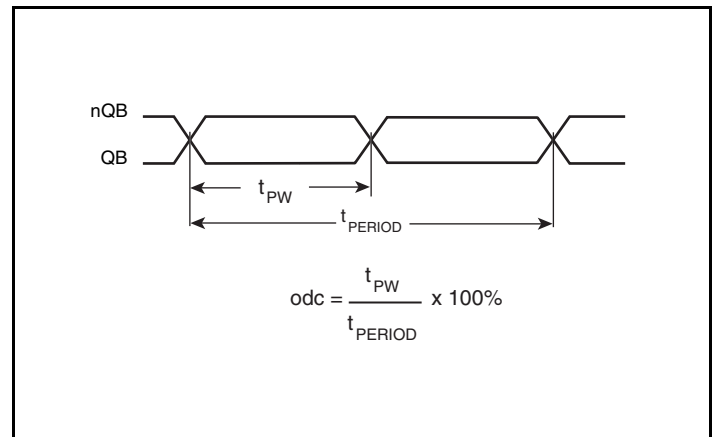 nQB
QB
tPW
tPERIOD
odc = tPW / tPERIOD x 100%